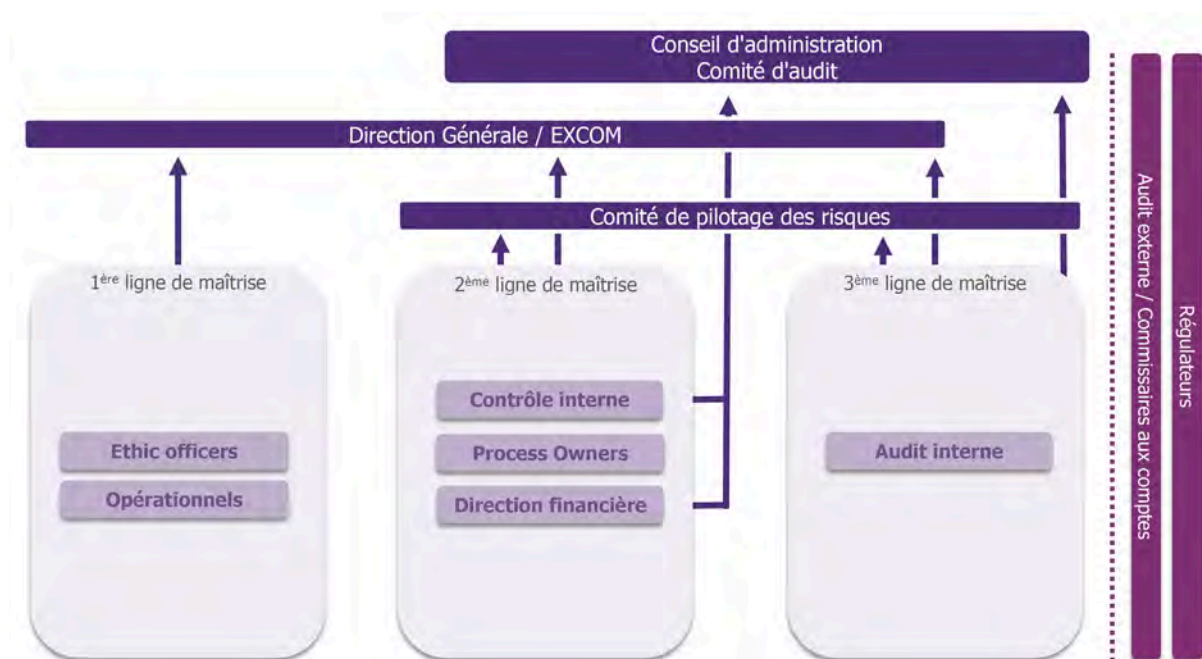 Conseil d'administration
Comité d'audit
Direction Générale / EXCOM
Comité de pilotage des risques
1ère ligne de maîtrise
2ème ligne de maîtrise
3ème ligne de maîtrise
Ethic officers
Opérationnels
Contrôle interne
Process Owners
Direction financière
Audit interne
Audit externe / Commissaires aux comptes
Régulateurs